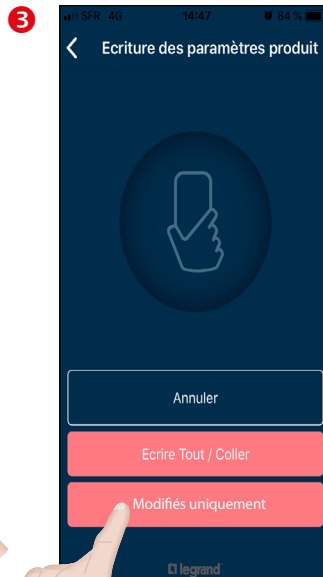 3
SFR 4G 14:47 84 %
Ecriture des paramètres produit
Annuler
Ecrire Tout / Coller
Modifiés uniquement
legrand